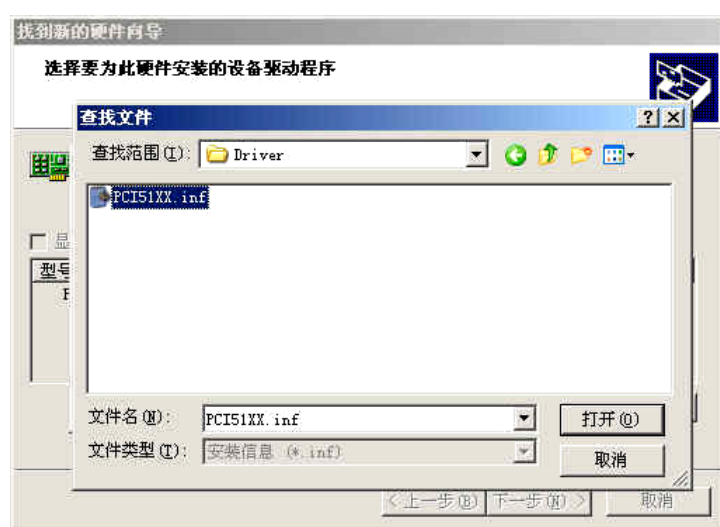 找到新的硬件向导
选择要为此硬件安装的设备驱动程序
查找文件
查找范围(I):
Driver
PCI51XX.inf
显
型号
文件名(N):
PCI51XX.inf
打开(O)
文件类型(T):
安装信息 (*.inf)
取消
<上一步(B)
下一步(N)>
取消